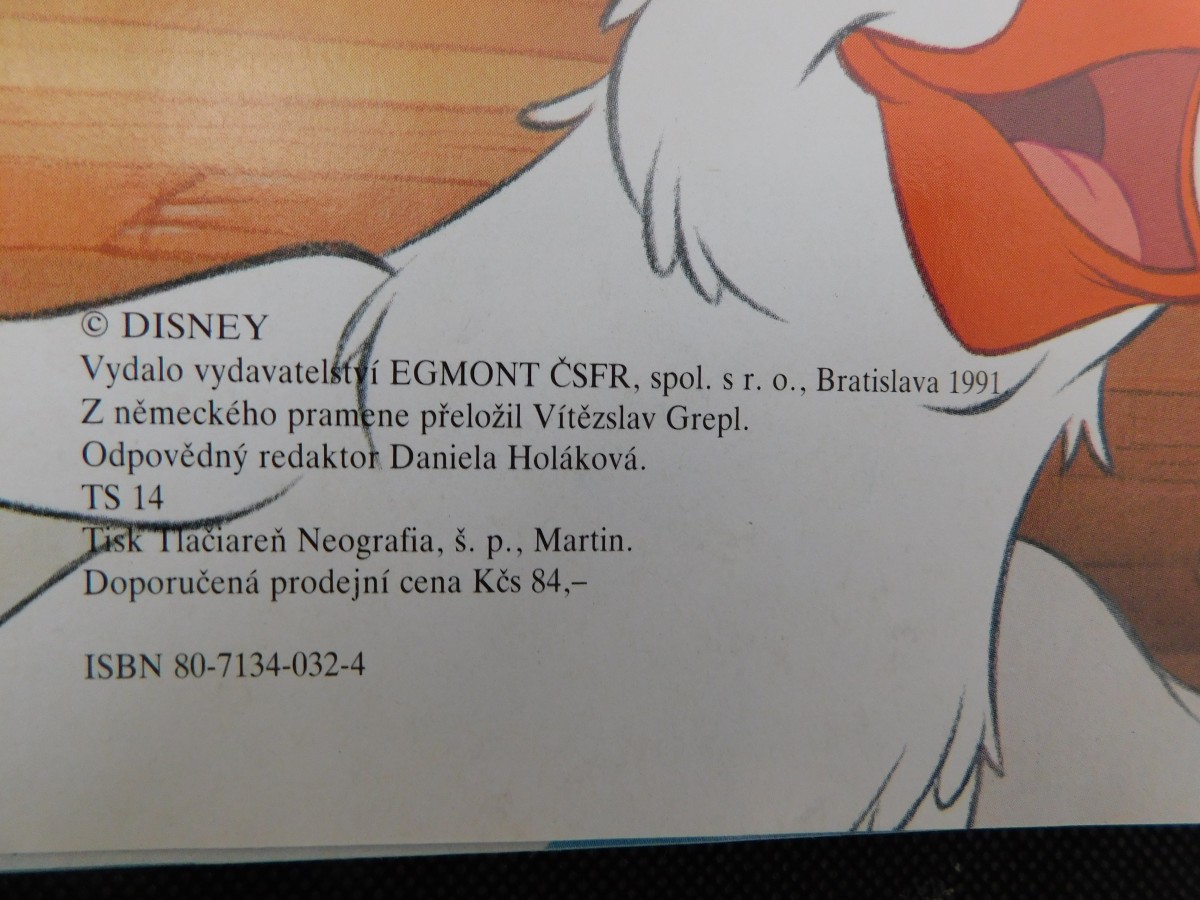 © DISNEY
Vydalo vydavatelství EGMONT ČSFR, spol. s r. o., Bratislava 1991
Z německého pramene přeložil Vítězslav Grepl.
Odpovědný redaktor Daniela Holáková.
TS 14
Tisk Tlačiareň Neografia, š. p., Martin.
Doporučená prodejní cena Kčs 84,–
ISBN 80-7134-032-4